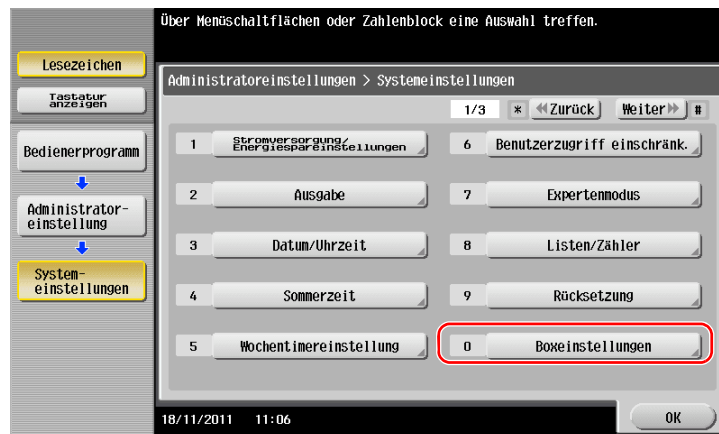 Über Menüschaltflächen oder Zahlenblock eine Auswahl treffen.
Lesezeichen
Tastatur
anzeigen
Bedienerprogramm
Administrator-
einstellung
System-
einstellungen
Administratoreinstellungen > Systemeinstellungen
1/3 * Zurück Weiter #
1 Stromversorgung/
Energiespareinstellungen
6 Benutzerzugriff einschränk.
2 Ausgabe
7 Expertenmodus
3 Datum/Uhrzeit
8 Listen/Zähler
4 Sommerzeit
9 Rücksetzung
5 Wochentimereinstellung
0 Boxeinstellungen
18/11/2011 11:06
OK